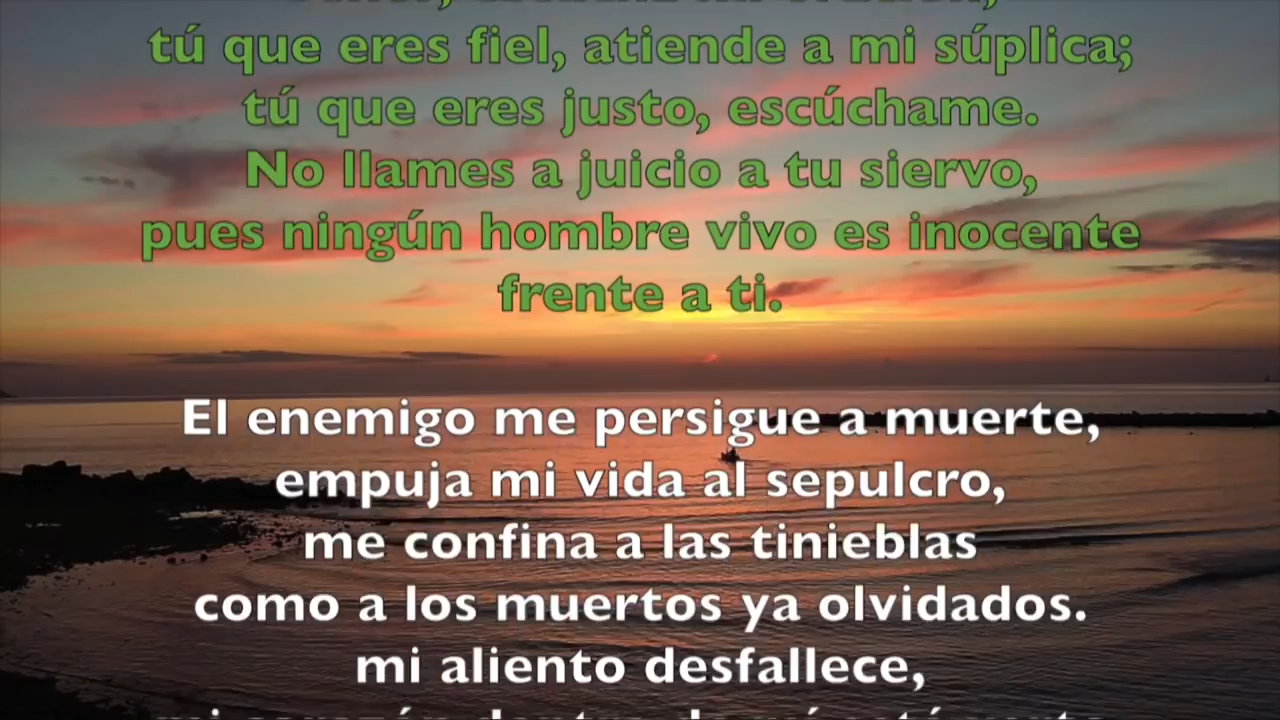 tú que eres fiel, atiende a mi súplica;
tú que eres justo, escúchame.
No llames a juicio a tu siervo,
pues ningún hombre vivo es inocente
frente a ti.
El enemigo me persigue a muerte,
empuja mi vida al sepulcro,
me confina a las tinieblas
como a los muertos ya olvidados.
mi aliento desfallece,